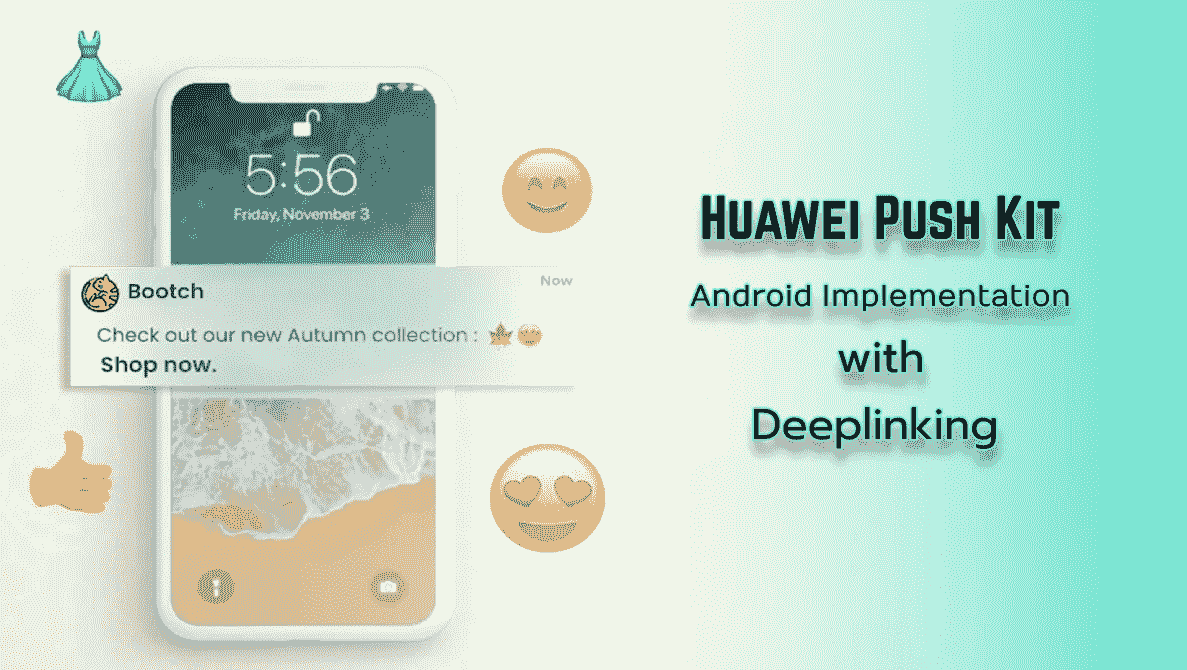 5:56
Friday, November 3
Bootch
Now
Check out our new Autumn collection :
Shop now.
Huawei Push Kit
Android Implementation
with
Deeplinking